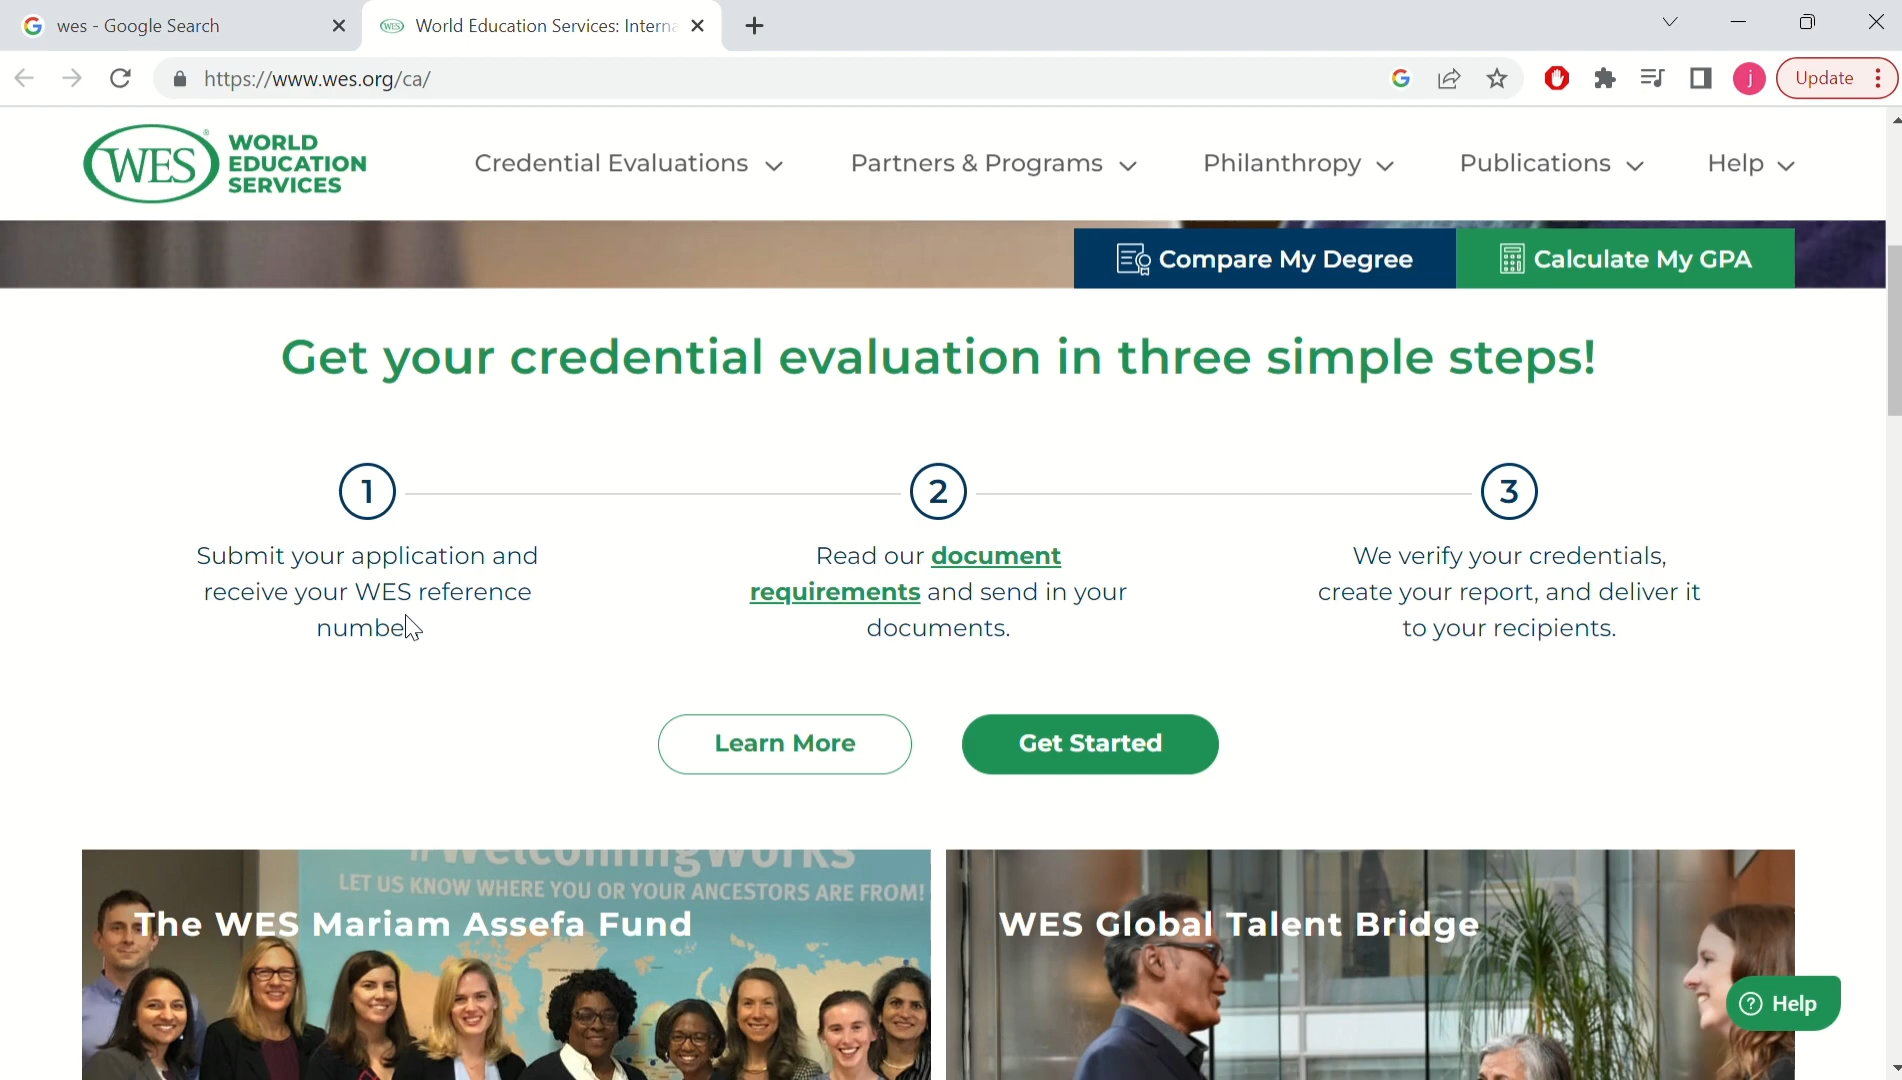 wes - Google Search
World Education Services: Interna
https://www.wes.org/ca/
j
Update
WES
WORLD
EDUCATION
SERVICES
Credential Evaluations
Partners & Programs
Philanthropy
Publications
Help
Compare My Degree
Calculate My GPA
Get your credential evaluation in three simple steps!
1
2
3
Submit your application and
receive your WES reference
numbe
Read our document
requirements and send in your
documents.
We verify your credentials,
create your report, and deliver it
to your recipients.
Learn More
Get Started
#WelcomingWorks
LET US KNOW WHERE YOU OR YOUR ANCESTORS ARE FROM!
The WES Mariam Assefa Fund
WES Global Talent Bridge
Help